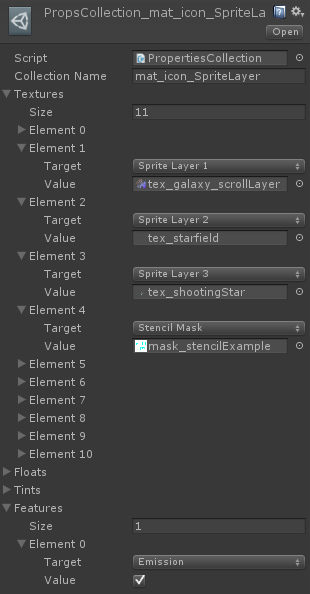 PropsCollection_mat_icon_SpriteLa
Open
Script PropertiesCollection
Collection Name mat_icon_SpriteLayer
Textures
Size 11
Element 0
Element 1
Target Sprite Layer 1
Value tex_galaxy_scrollLayer
Element 2
Target Sprite Layer 2
Value tex_starfield
Element 3
Target Sprite Layer 3
Value tex_shootingStar
Element 4
Target Stencil Mask
Value mask_stencilExample
Element 5
Element 6
Element 7
Element 8
Element 9
Element 10
Floats
Tints
Features
Size 1
Element 0
Target Emission
Value